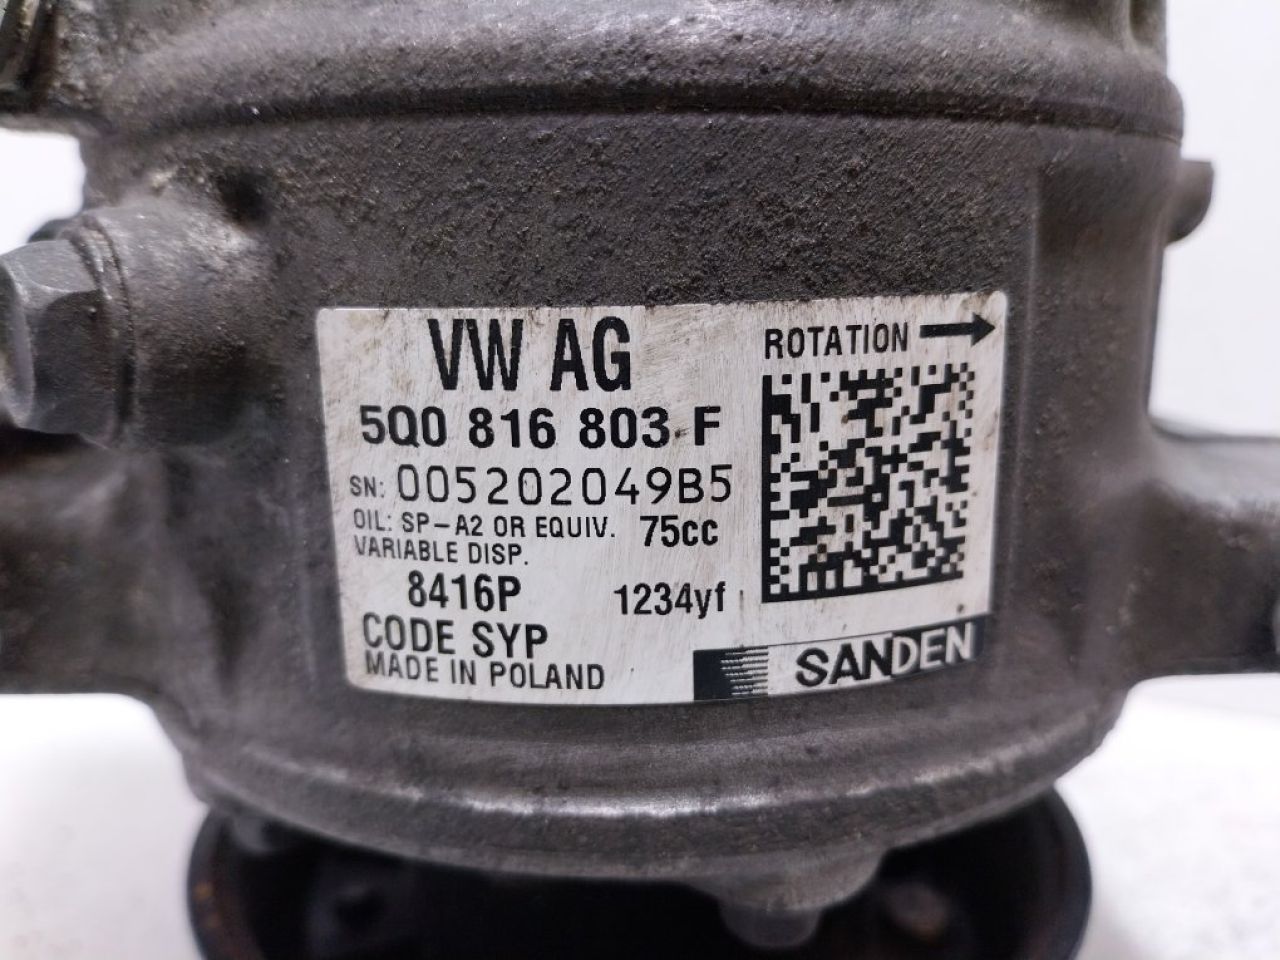 VW AG
5Q0 816 803 F
SN: 005202049B5
OIL: SP-A2 OR EQUIV. 75cc
VARIABLE DISP.
8416P 1234yf
CODE SYP
MADE IN POLAND
ROTATION
SANDEN